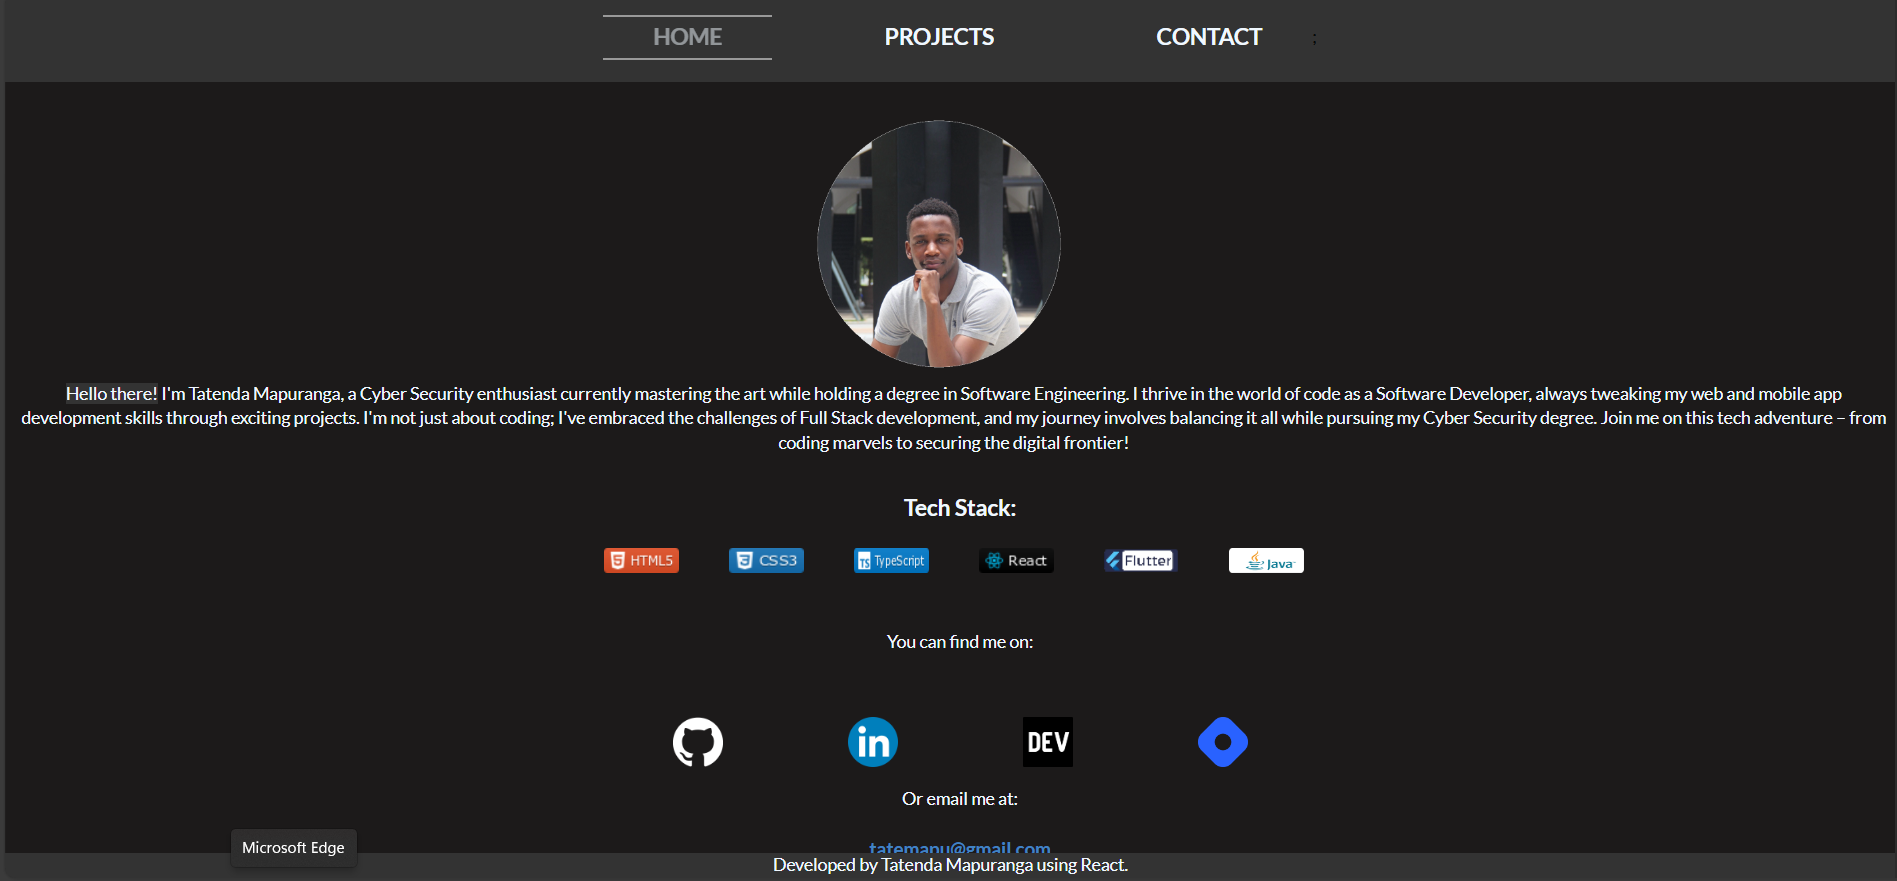 HOME PROJECTS CONTACT ;
Hello there! I'm Tatenda Mapuranga, a Cyber Security enthusiast currently mastering the art while holding a degree in Software Engineering. I thrive in the world of code as a Software Developer, always tweaking my web and mobile app
development skills through exciting projects. I'm not just about coding; I've embraced the challenges of Full Stack development, and my journey involves balancing it all while pursuing my Cyber Security degree. Join me on this tech adventure – from
coding marvels to securing the digital frontier!
Tech Stack:
HTML5 CSS3 TS TypeScript React Flutter Java
You can find me on:
in DEV
Or email me at:
tatemapu@gmail.com
Microsoft Edge
Developed by Tatenda Mapuranga using React.